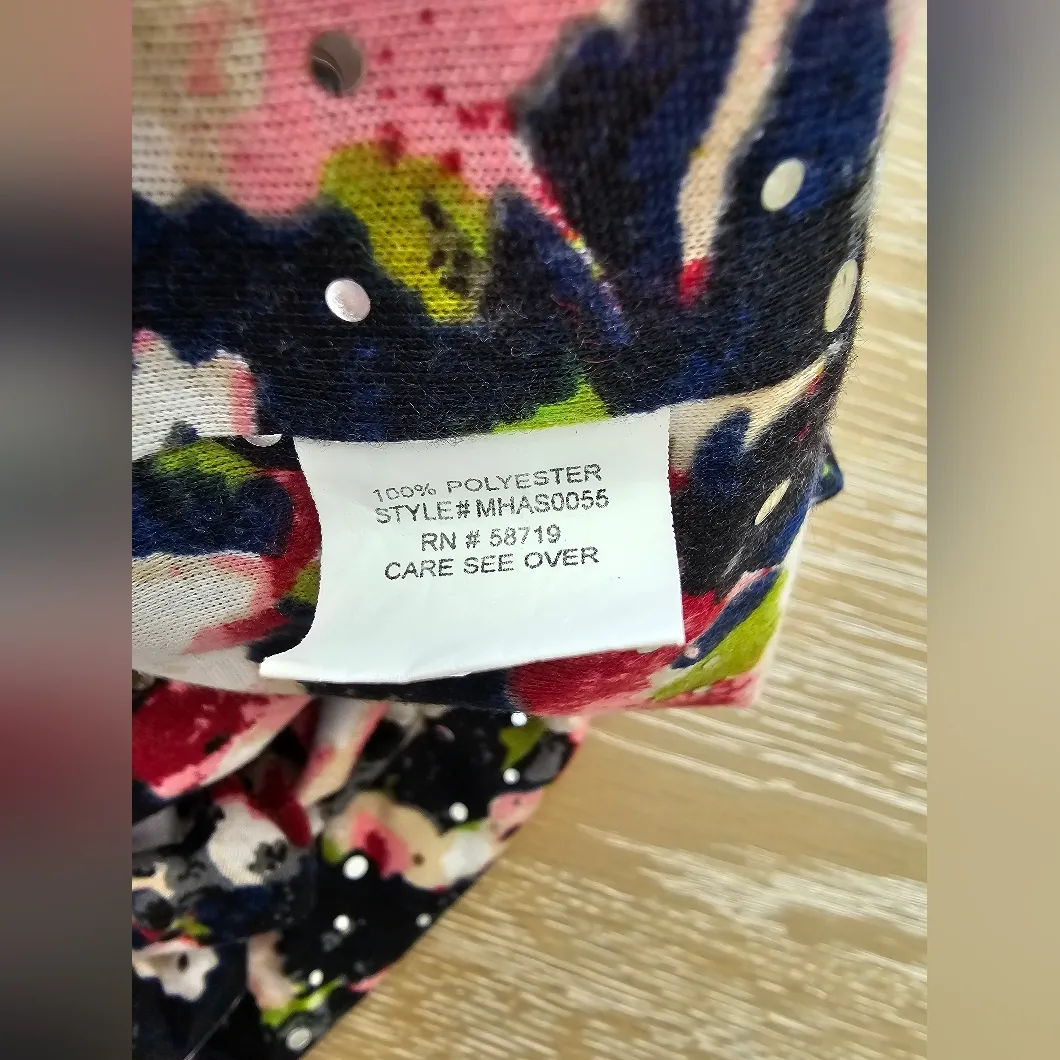 100% POLYESTER
STYLE# MHAS0055
RN # 58719
CARE SEE OVER